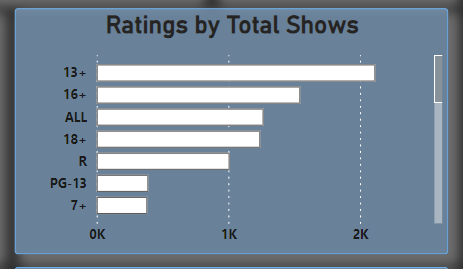 Ratings by Total Shows
13+
16+
ALL
18+
R
PG-13
7+
0K 1K 2K